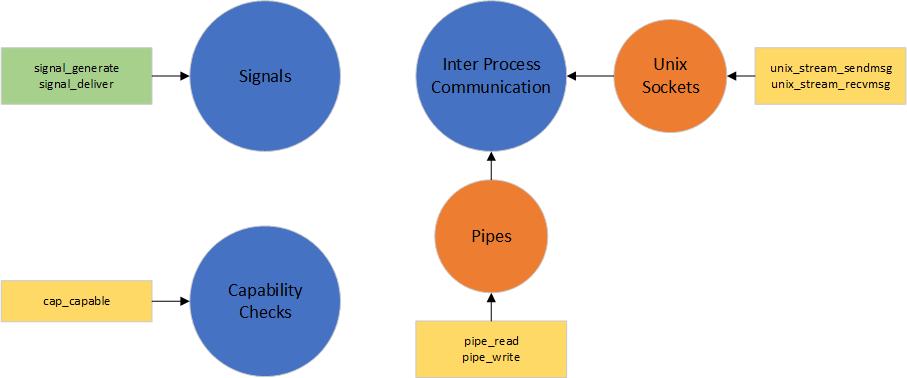 signal_generate
signal_deliver
Signals
Inter Process
Communication
Unix
Sockets
unix_stream_sendmsg
unix_stream_recvmsg
Pipes
cap_capable
Capability
Checks
pipe_read
pipe_write